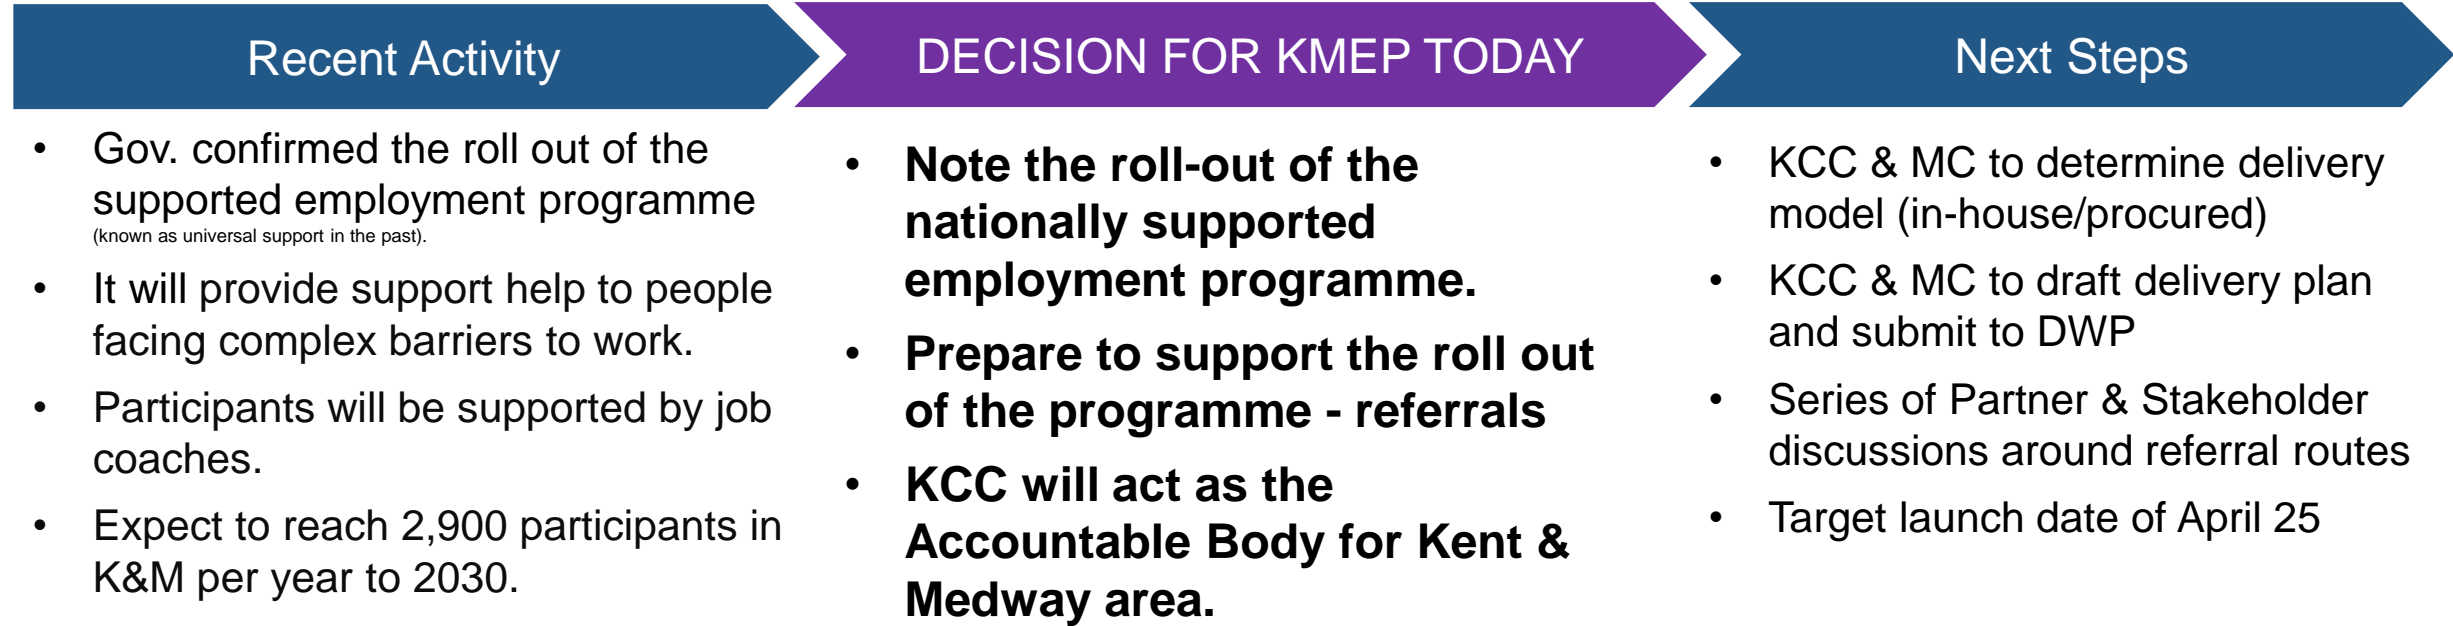 Recent Activity
• Gov. confirmed the roll out of the
supported employment programme
(known as universal support in the past).
• It will provide support help to people
facing complex barriers to work.
• Participants will be supported by job
coaches.
• Expect to reach 2,900 participants in
K&M per year to 2030.
DECISION FOR KMEP TODAY
• Note the roll-out of the
nationally supported
employment programme.
• Prepare to support the roll out
of the programme - referrals
• KCC will act as the
Accountable Body for Kent &
Medway area.
Next Steps
• KCC & MC to determine delivery
model (in-house/procured)
• KCC & MC to draft delivery plan
and submit to DWP
• Series of Partner & Stakeholder
discussions around referral routes
• Target launch date of April 25